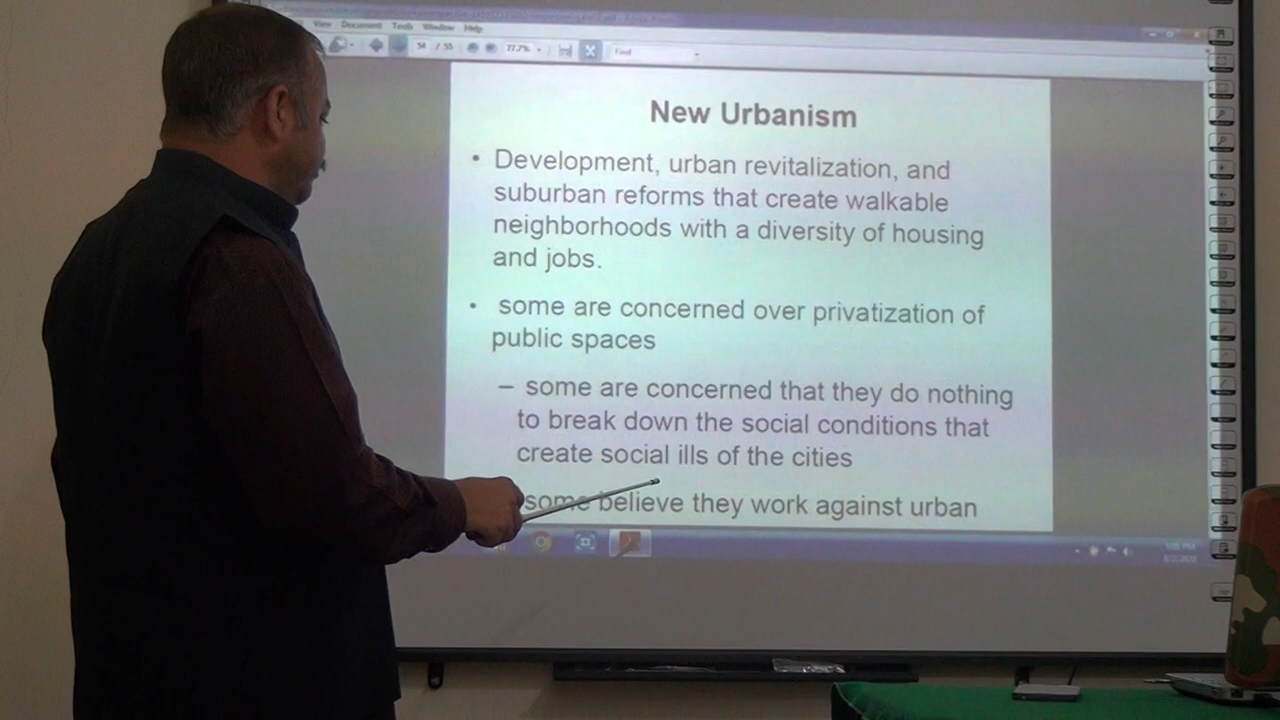 View Document Tools Window Help
54 / 55 77.7% Find
New Urbanism
• Development, urban revitalization, and
suburban reforms that create walkable
neighborhoods with a diversity of housing
and jobs.
• some are concerned over privatization of
public spaces
– some are concerned that they do nothing
to break down the social conditions that
create social ills of the cities
some believe they work against urban